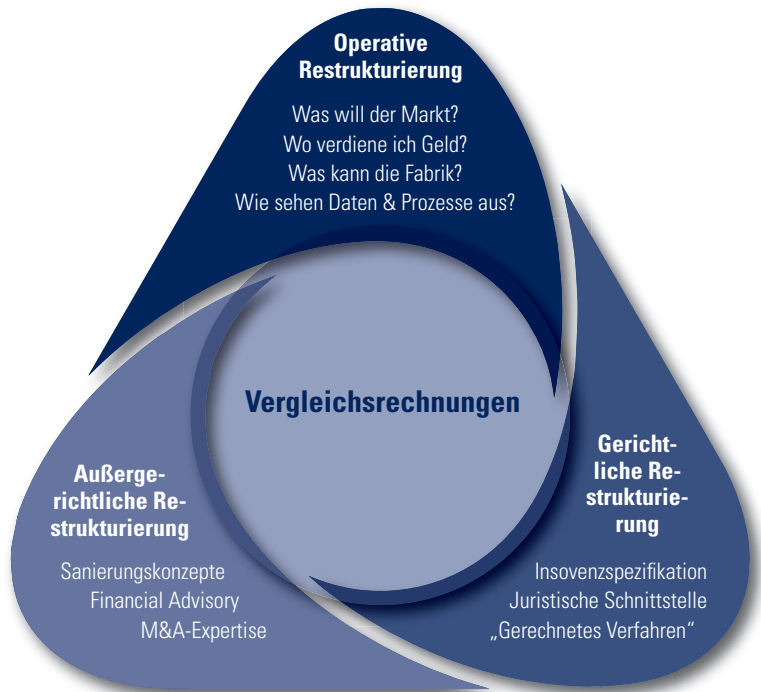 Operative
Restrukturierung
Was will der Markt?
Wo verdiene ich Geld?
Was kann die Fabrik?
Wie sehen Daten & Prozesse aus?
Vergleichsrechnungen
Außerge-
richtliche Re-
strukturierung
Sanierungskonzepte
Financial Advisory
M&A-Expertise
Gericht-
liche Re-
strukturie-
rung
Insovenzspezifikation
Juristische Schnittstelle
„Gerechnetes Verfahren“